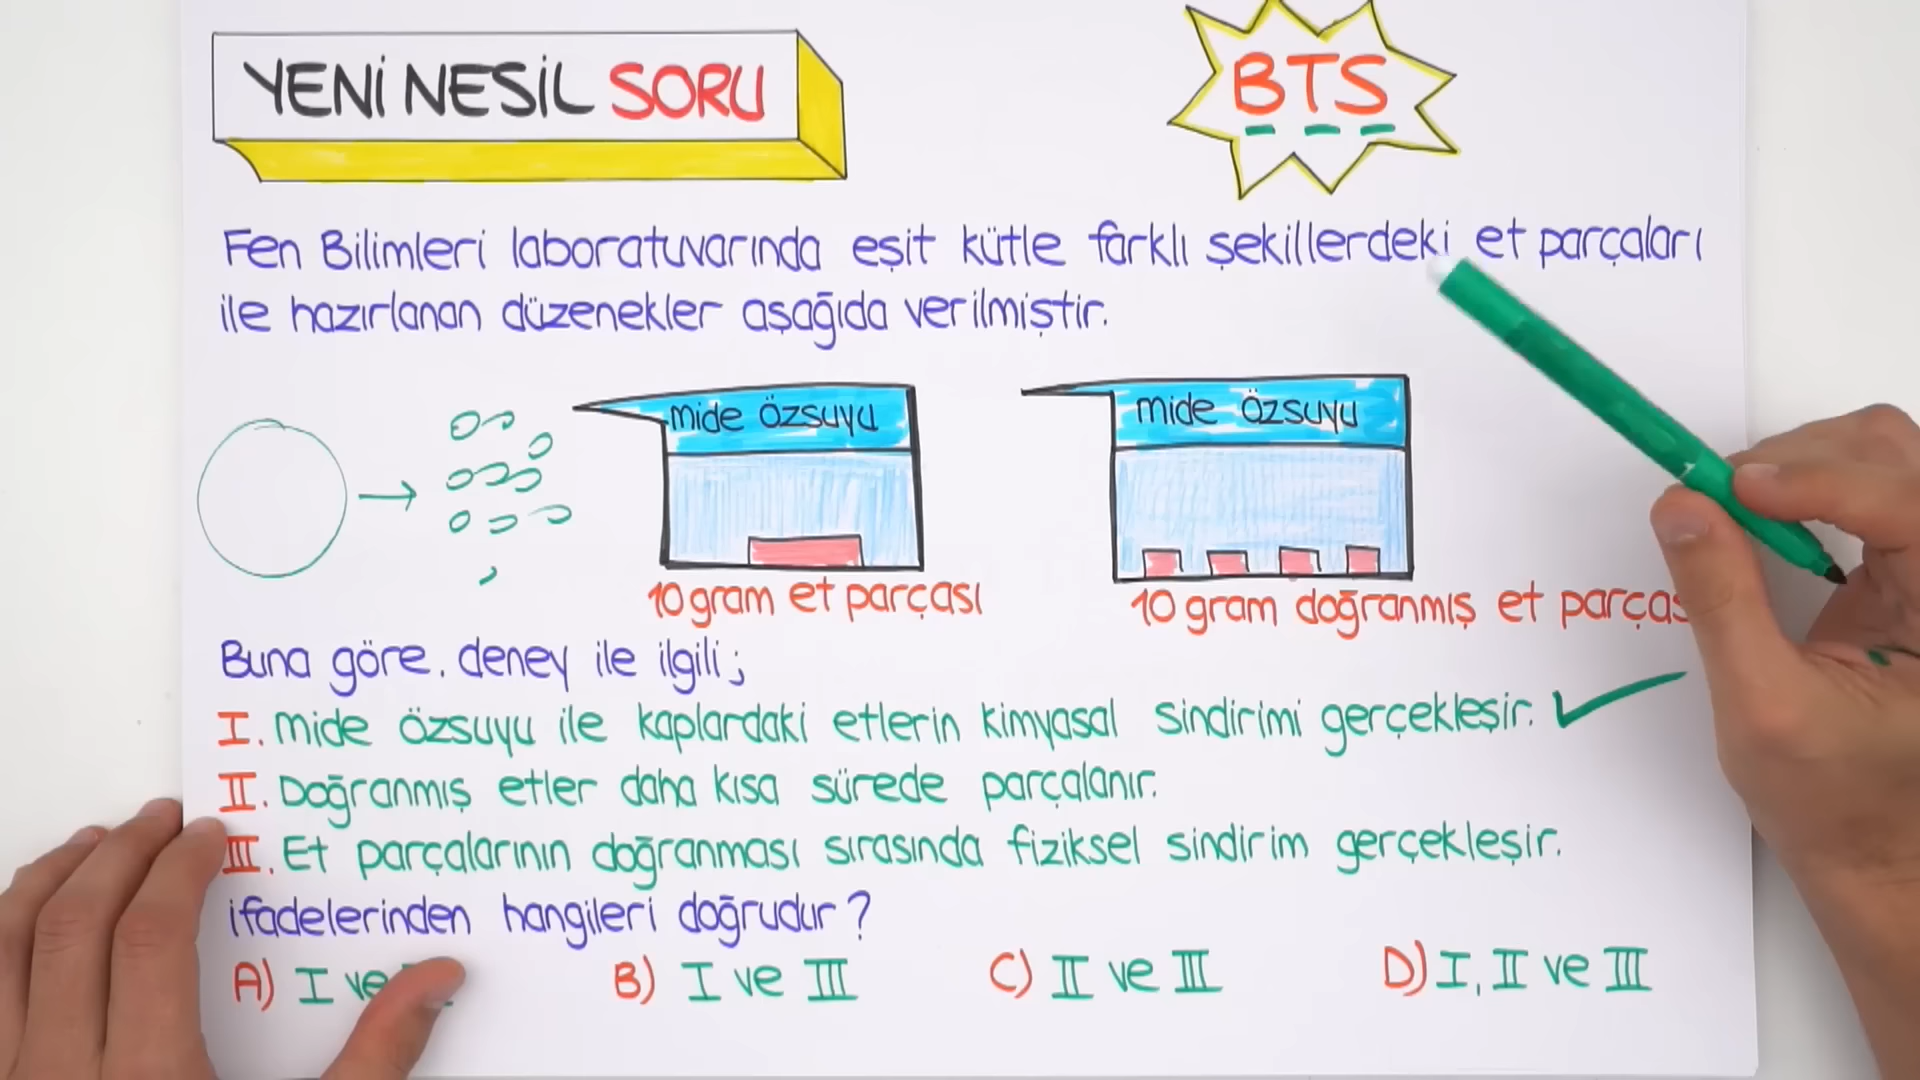 YENİ NESİL SORU
BTS
Fen Bilimleri laboratuvarında eşit kütle farklı şekillerdeki et parçaları
ile hazırlanan düzenekler aşağıda verilmiştir.
mide özsuyu
mide özsuyu
10 gram et parçası
10 gram doğranmış et
Buna göre. deney ile ilgili;
I. mide özsuyu ile kaplardaki etlerin kimyasal sindirimi gerçekleşir.
II. Doğranmış etler daha kısa sürede parçalanır.
III. Et parçalarının doğranması sırasında fiziksel sindirim gerçekleşir.
ifadelerinden hangileri doğrudur?
A) I ve
B) I ve III
C) II ve III
D) I, II ve III